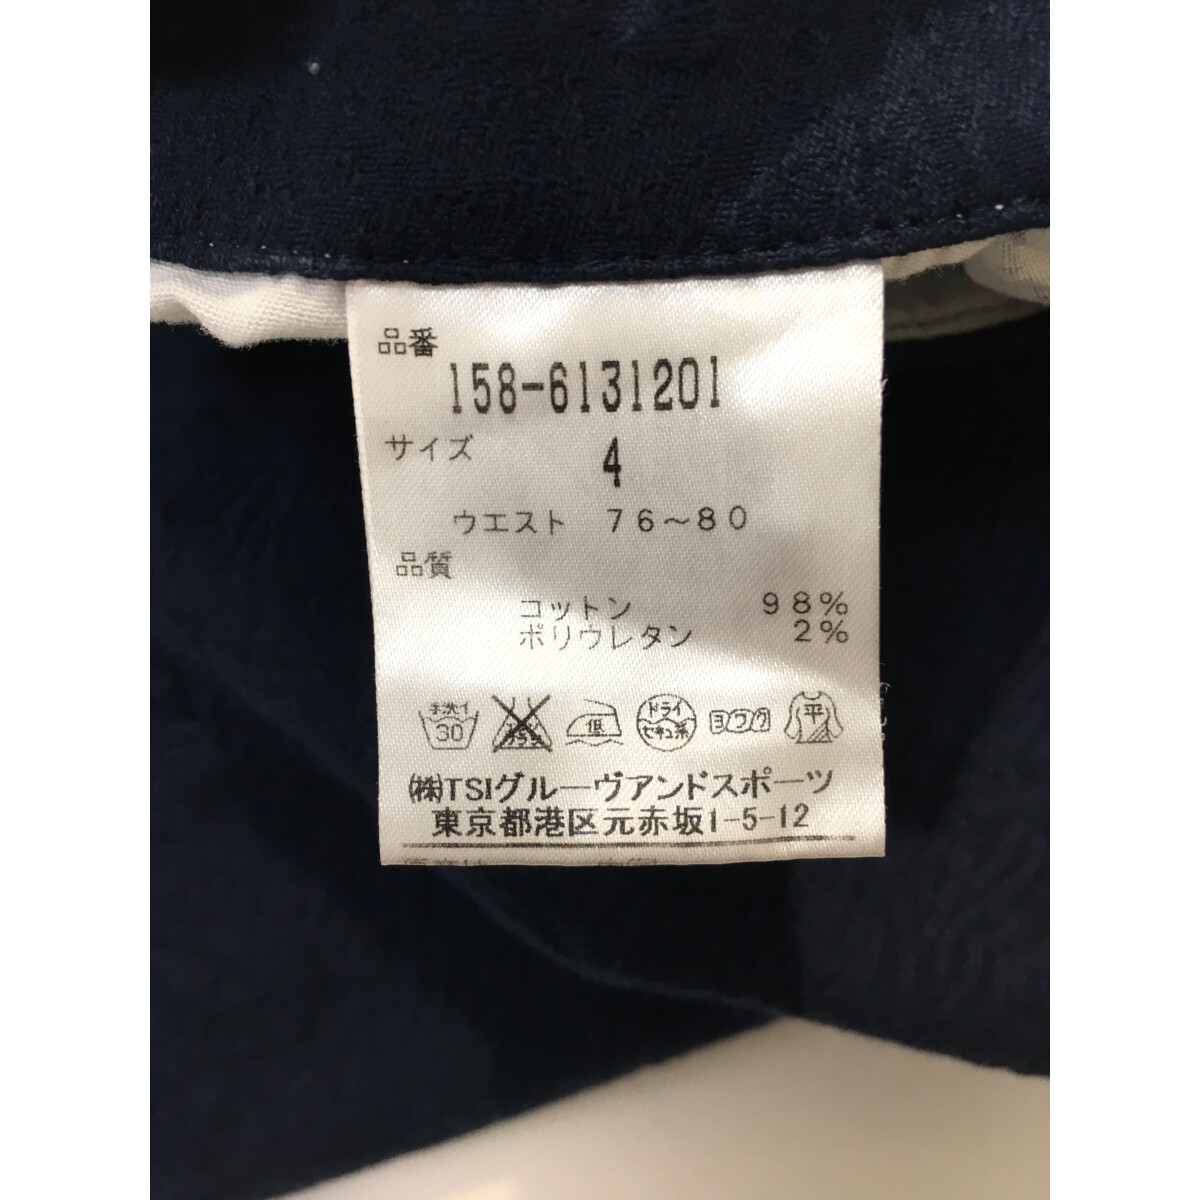 品番
158-6131201
サイズ 4
ウエスト 76～80
品質
コットン 98%
ポリウレタン 2%
手洗イ 30 低 ドライ セキユ系 ヨワク 平
㈱TSIグルーヴアンドスポーツ
東京都港区元赤坂1-5-12